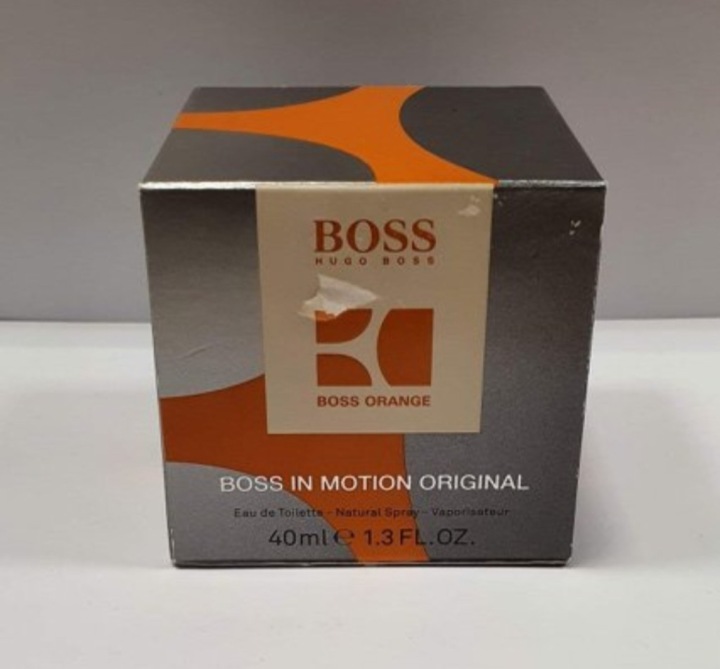 BOSS
HUGO BOSS
BOSS ORANGE
BOSS IN MOTION ORIGINAL
Eau de Toilette - Natural Spray - Vaporisateur
40ml ℮ 1.3 FL.OZ.